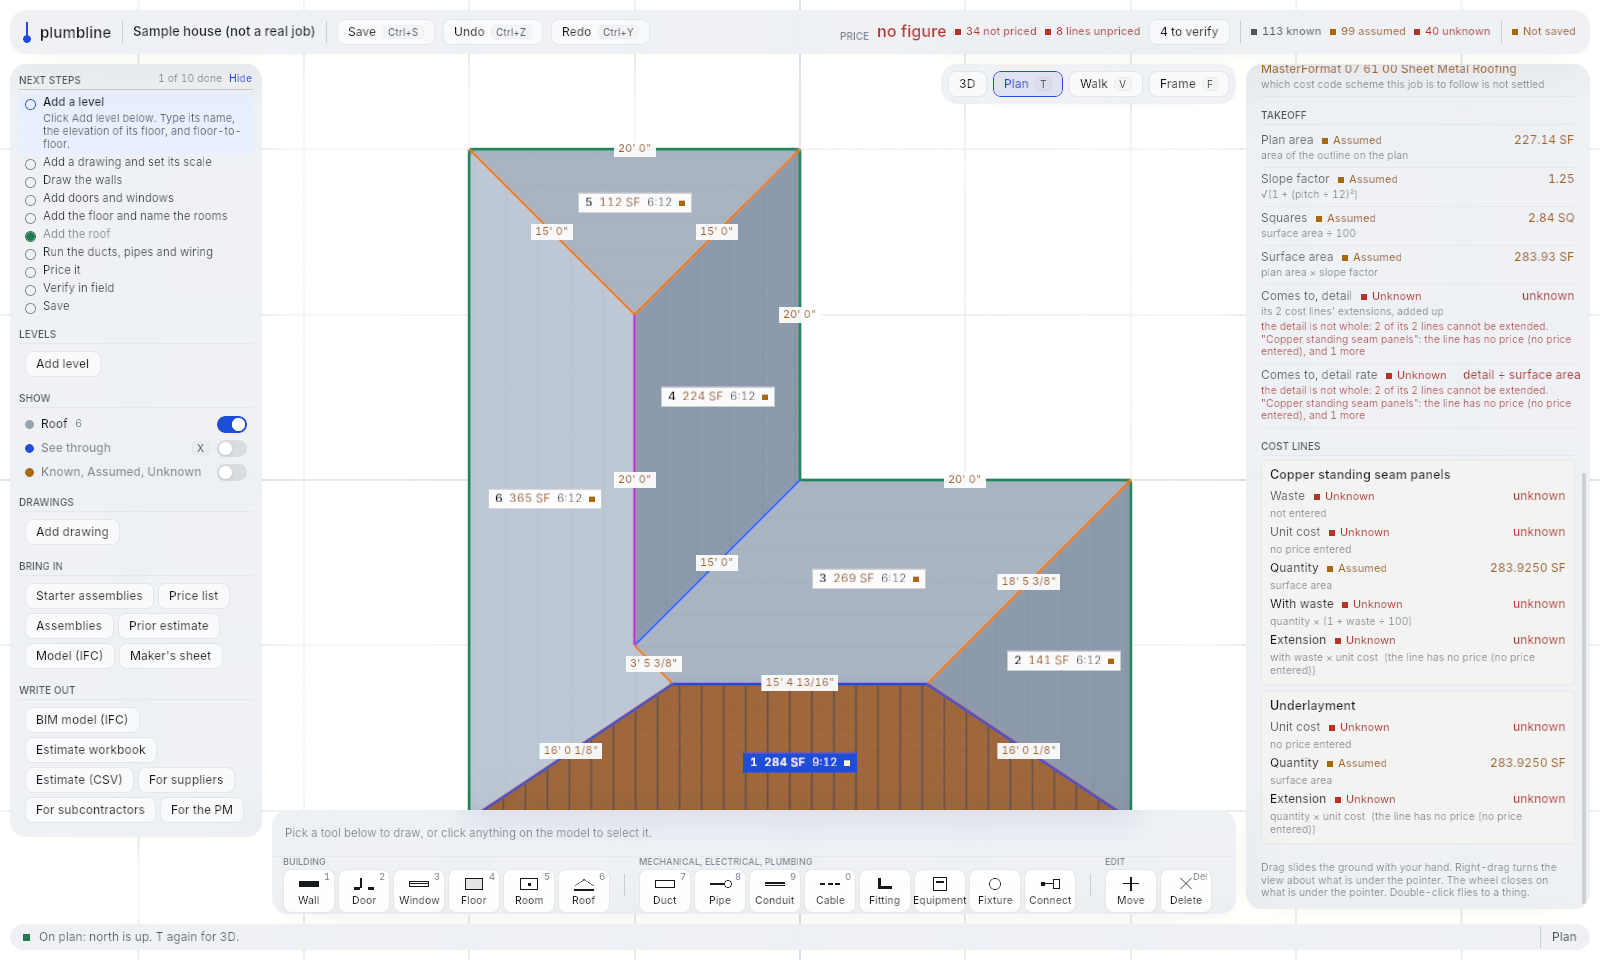 plumbline
Sample house (not a real job)
Save Ctrl+S
Undo Ctrl+Z
Redo Ctrl+Y
PRICE no figure
34 not priced
8 lines unpriced
4 to verify
113 known
99 assumed
40 unknown
Not saved
NEXT STEPS
1 of 10 done Hide
Add a level
Click Add level below. Type its name,
the elevation of its floor, and floor-to-
floor.
Add a drawing and set its scale
Draw the walls
Add doors and windows
Add the floor and name the rooms
Add the roof
Run the ducts, pipes and wiring
Price it
Verify in field
Save
LEVELS
Add level
SHOW
Roof 6
See through X
Known, Assumed, Unknown
DRAWINGS
Add drawing
BRING IN
Starter assemblies
Price list
Assemblies
Prior estimate
Model (IFC)
Maker's sheet
WRITE OUT
BIM model (IFC)
Estimate workbook
Estimate (CSV)
For suppliers
For subcontractors
For the PM
3D
Plan T
Walk V
Frame F
20' 0"
5 112 SF 6:12
15' 0"
15' 0"
20' 0"
4 224 SF 6:12
20' 0"
20' 0"
6 365 SF 6:12
15' 0"
3 269 SF 6:12
18' 5 3/8"
3' 5 3/8"
2 141 SF 6:12
15' 4 13/16"
16' 0 1/8"
16' 0 1/8"
1 284 SF 9:12
Pick a tool below to draw, or click anything on the model to select it.
BUILDING
Wall 1
Door 2
Window 3
Floor 4
Room 5
Roof 6
MECHANICAL, ELECTRICAL, PLUMBING
Duct 7
Pipe 8
Conduit 9
Cable 0
Fitting
Equipment
Fixture
Connect
EDIT
Move
Delete Del
MasterFormat 07 61 00 Sheet Metal Roofing
which cost code scheme this job is to follow is not settled
TAKEOFF
Plan area Assumed 227.14 SF
area of the outline on the plan
Slope factor Assumed 1.25
√(1 + (pitch ÷ 12)²)
Squares Assumed 2.84 SQ
surface area ÷ 100
Surface area Assumed 283.93 SF
plan area × slope factor
Comes to, detail Unknown unknown
its 2 cost lines' extensions, added up
the detail is not whole: 2 of its 2 lines cannot be extended.
"Copper standing seam panels": the line has no price (no price
entered), and 1 more
Comes to, detail rate Unknown detail ÷ surface area
the detail is not whole: 2 of its 2 lines cannot be extended.
"Copper standing seam panels": the line has no price (no price
entered), and 1 more
COST LINES
Copper standing seam panels
Waste Unknown unknown
not entered
Unit cost Unknown unknown
no price entered
Quantity Assumed 283.9250 SF
surface area
With waste Unknown unknown
quantity × (1 + waste ÷ 100)
Extension Unknown unknown
with waste × unit cost (the line has no price (no price
entered))
Underlayment
Unit cost Unknown unknown
no price entered
Quantity Assumed 283.9250 SF
surface area
Extension Unknown unknown
quantity × unit cost (the line has no price (no price
entered))
Drag slides the ground with your hand. Right-drag turns the
view about what is under the pointer. The wheel closes on
what is under the pointer. Double-click flies to a thing.
On plan: north is up. T again for 3D.
Plan